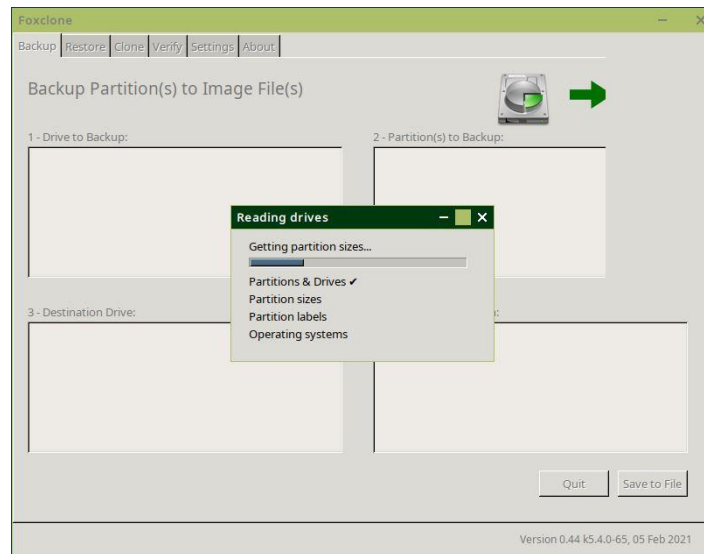 Foxclone
Backup Restore Clone Verify Settings About
Backup Partition(s) to Image File(s)
1 - Drive to Backup:
2 - Partition(s) to Backup:
Reading drives
Getting partition sizes...
Partitions & Drives ✔
Partition sizes
Partition labels
Operating systems
3 - Destination Drive:
Quit
Save to File
Version 0.44 k5.4.0-65, 05 Feb 2021